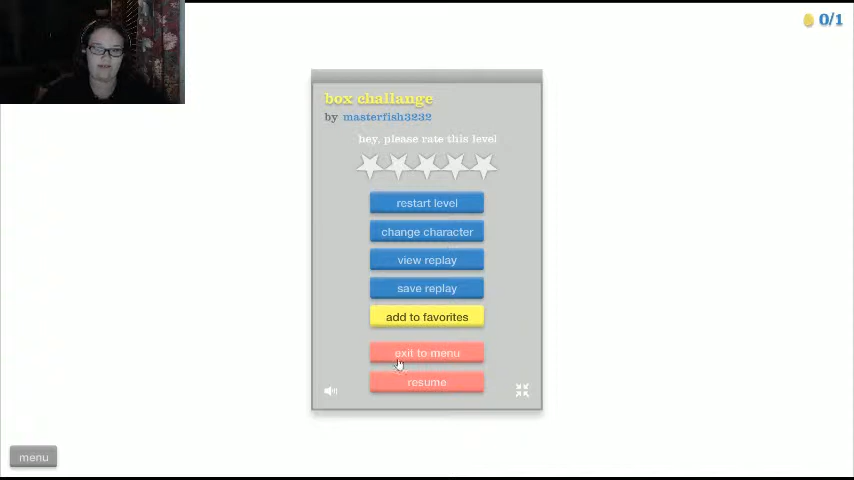 0/1
box challange
by masterfish3232
hey, please rate this level
restart level
change character
view replay
save replay
add to favorites
exit to menu
resume
menu